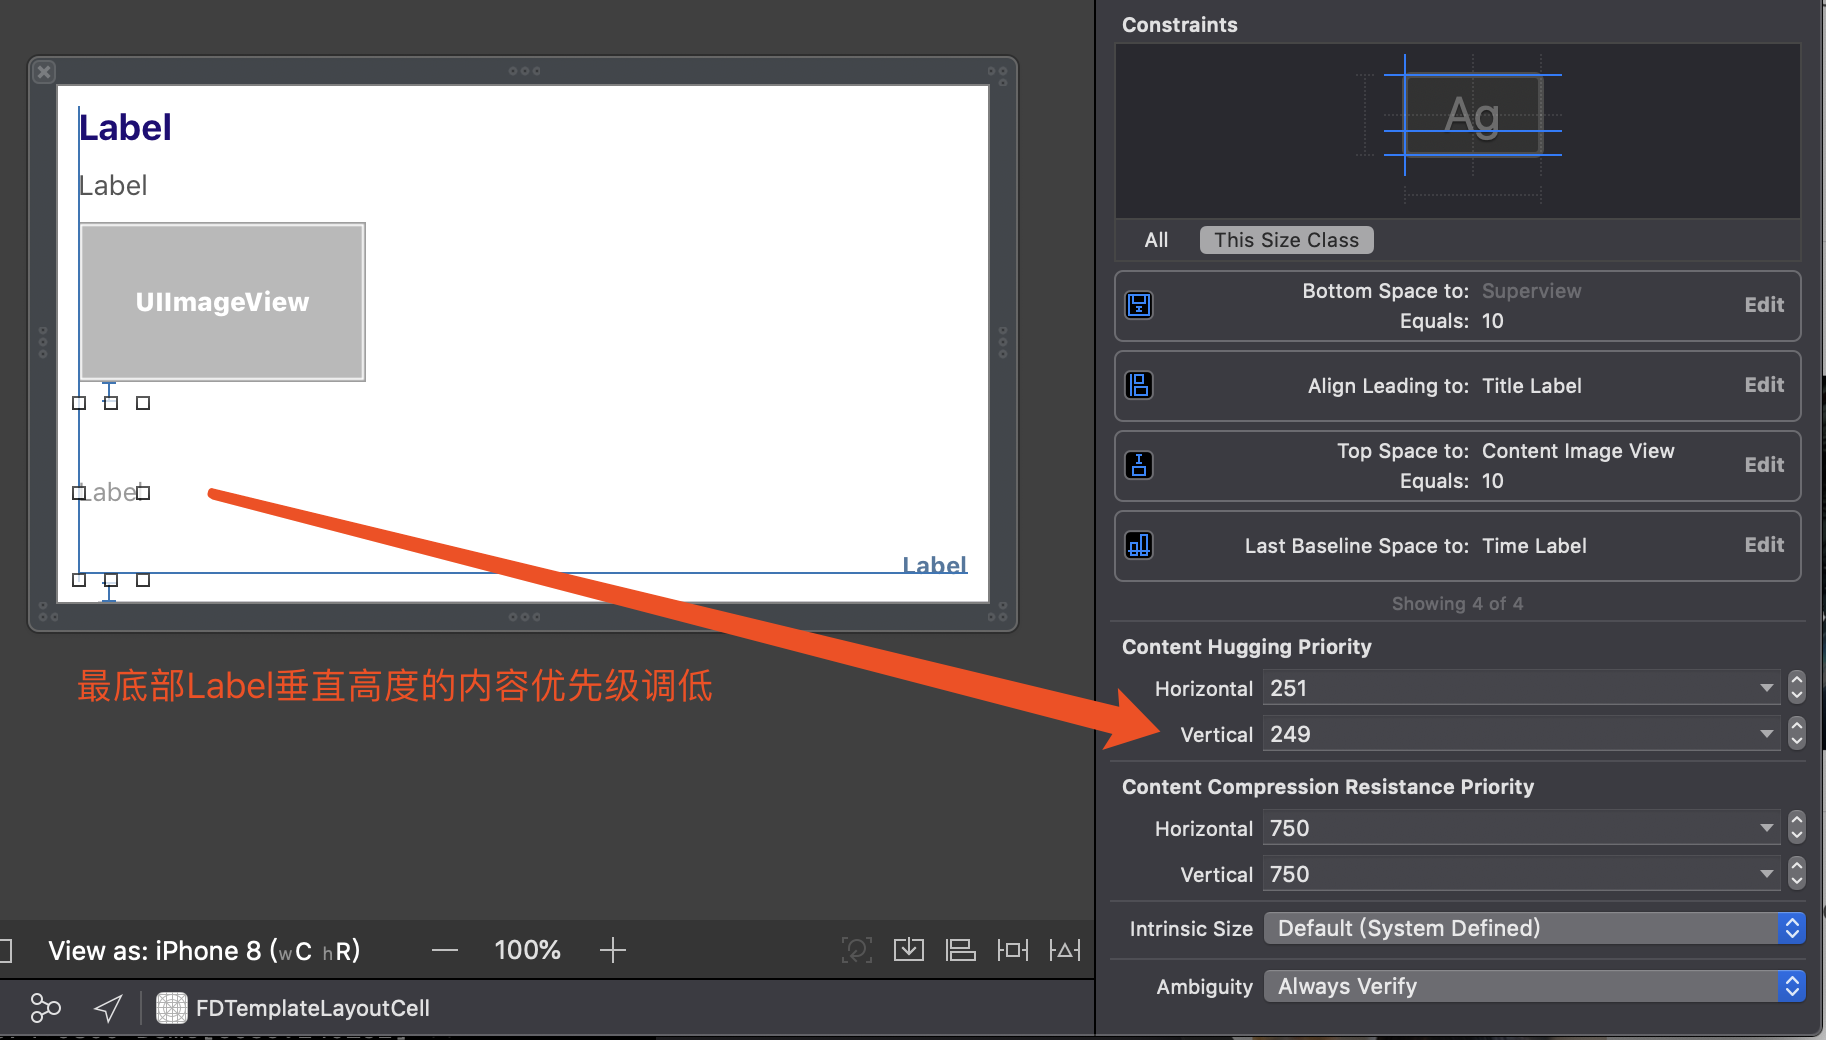 Label
Label
UIImageView
Label
Label
最底部Label垂直高度的内容优先级调低
View as: iPhone 8 (wC hR)
100%
FDTemplateLayoutCell
Constraints
Ag
All This Size Class
Bottom Space to: Superview
Equals: 10
Edit
Align Leading to: Title Label
Edit
Top Space to: Content Image View
Equals: 10
Edit
Last Baseline Space to: Time Label
Edit
Showing 4 of 4
Content Hugging Priority
Horizontal 251
Vertical 249
Content Compression Resistance Priority
Horizontal 750
Vertical 750
Intrinsic Size Default (System Defined)
Ambiguity Always Verify